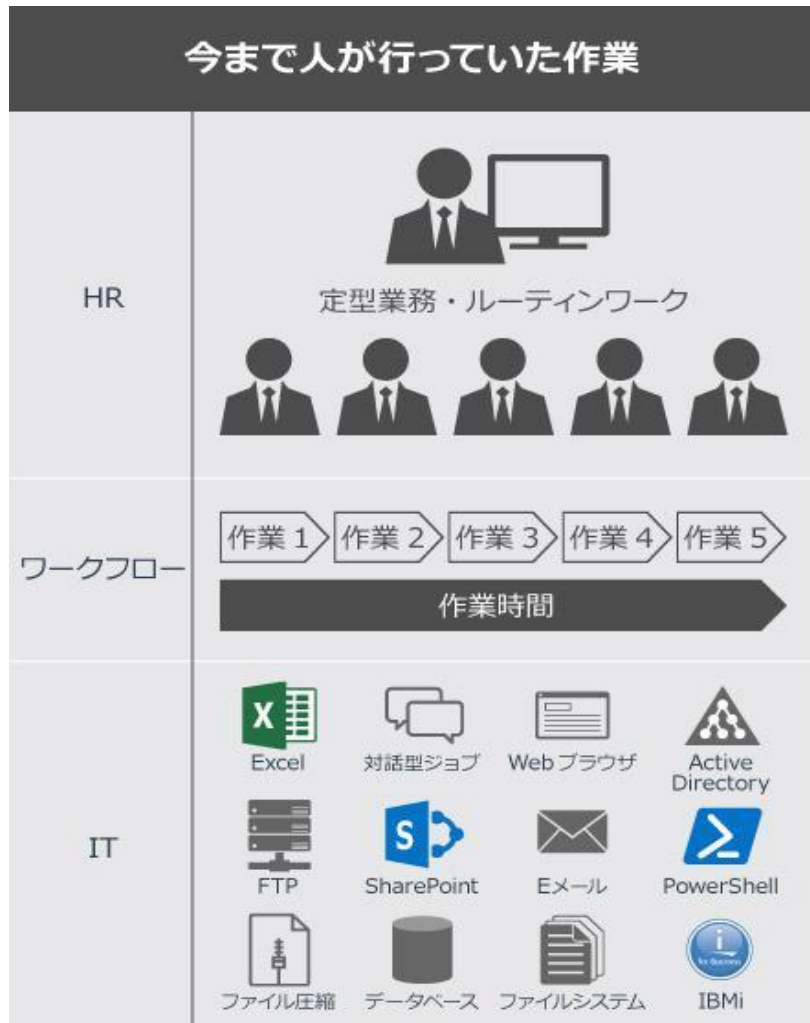 今まで人が行っていた作業
HR
定型業務・ルーティンワーク
ワークフロー
作業 1
作業 2
作業 3
作業 4
作業 5
作業時間
IT
X
Excel
対話型ジョブ
Web ブラウザ
Active
Directory
FTP
S
SharePoint
Eメール
PowerShell
ファイル圧縮
データベース
ファイルシステム
i
for Business
IBMi